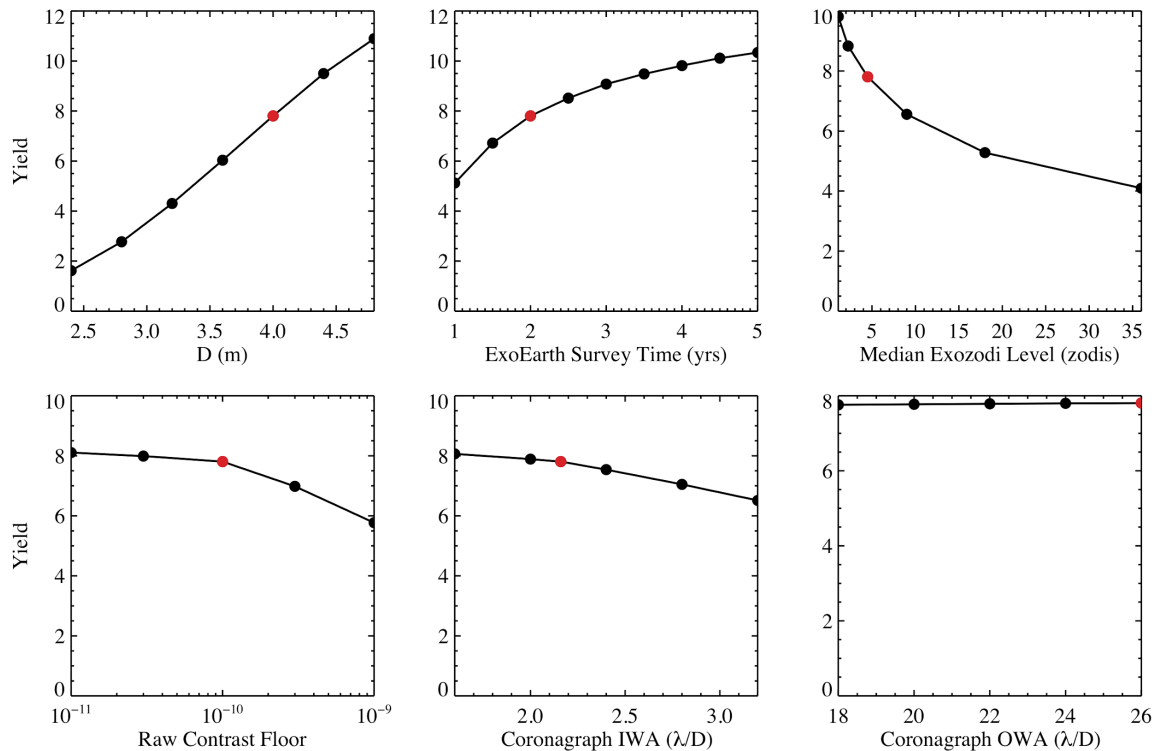 12
10
8
6
4
2
0
Yield
2.5 3.0 3.5 4.0 4.5
D (m)
12
10
8
6
4
2
0
1 2 3 4 5
ExoEarth Survey Time (yrs)
10
8
6
4
2
0
5 10 15 20 25 30 35
Median Exozodi Level (zodis)
10
8
6
4
2
0
Yield
10⁻¹¹ 10⁻¹⁰ 10⁻⁹
Raw Contrast Floor
10
8
6
4
2
0
2.0 2.5 3.0
Coronagraph IWA (λ/D)
8
6
4
2
0
18 20 22 24 26
Coronagraph OWA (λ/D)